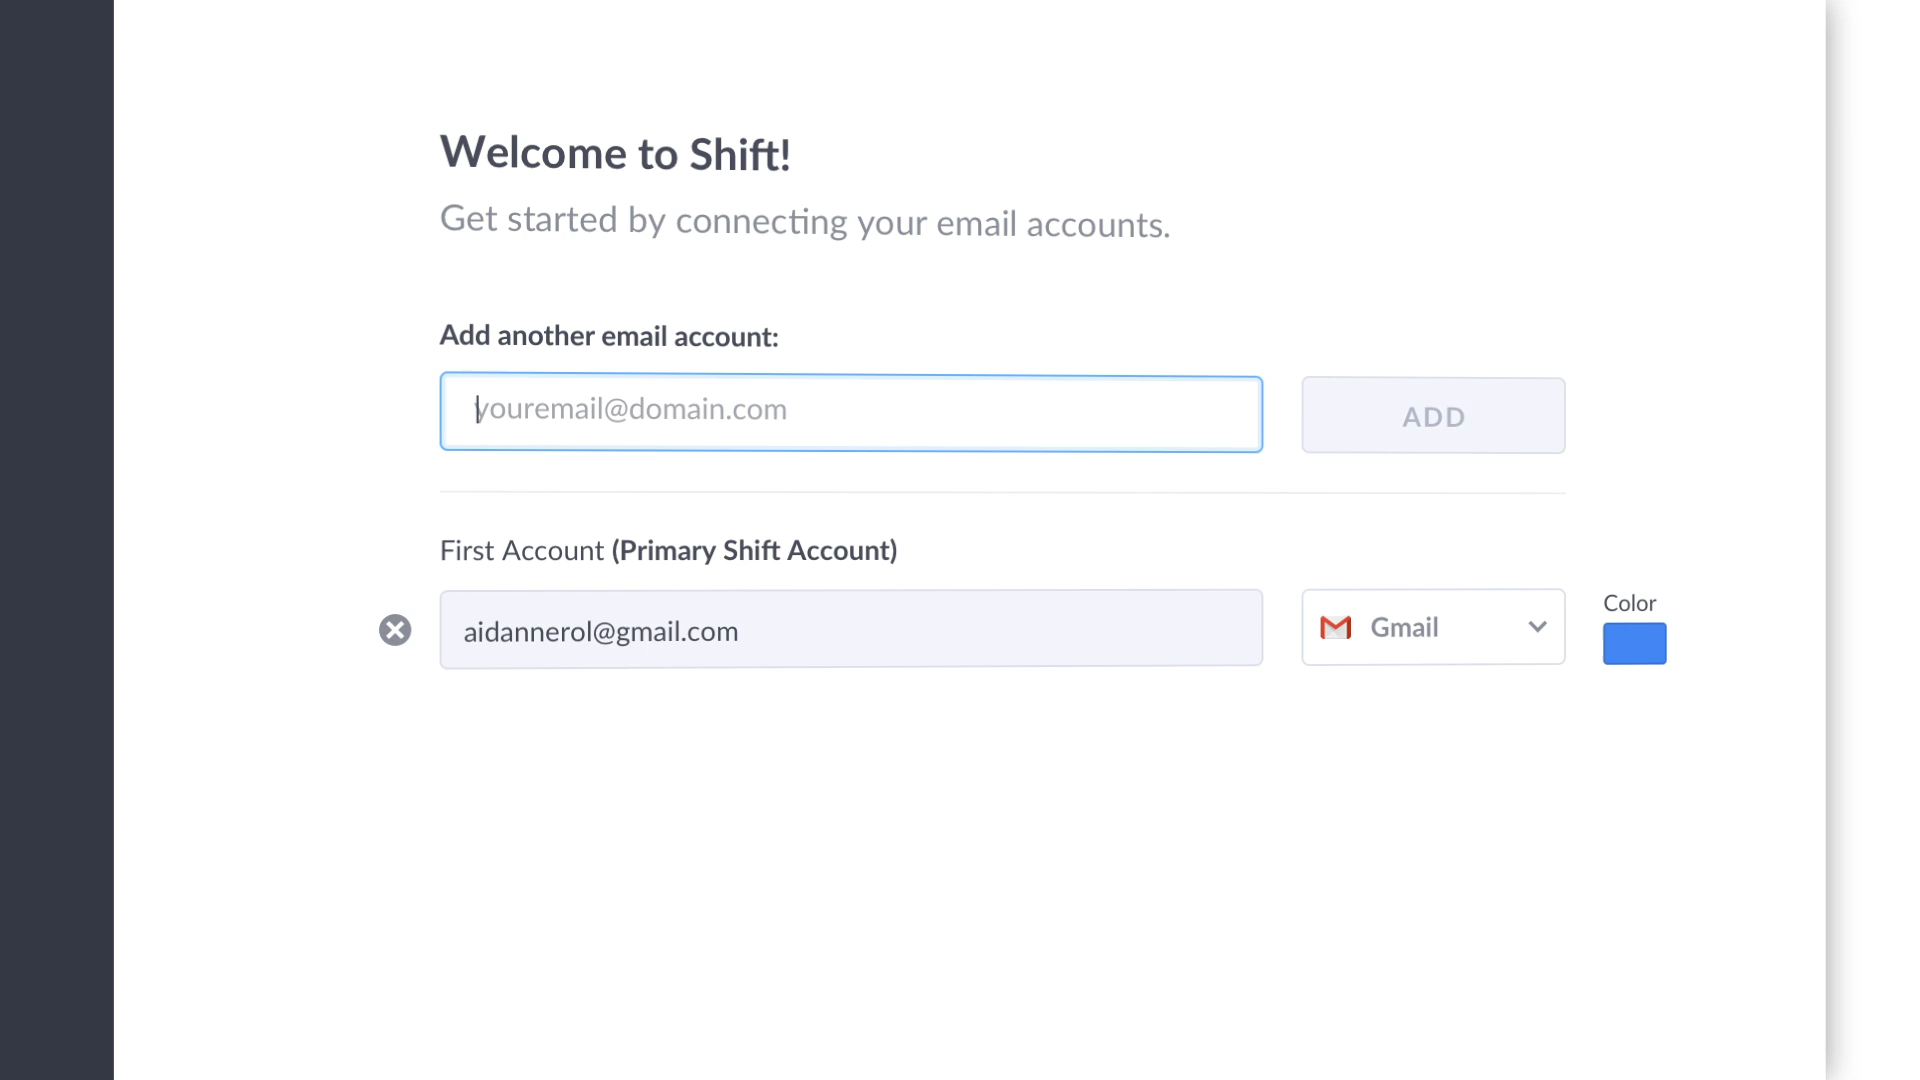 Welcome to Shift!
Get started by connecting your email accounts.
Add another email account:
youremail@domain.com
ADD
First Account (Primary Shift Account)
aidannerol@gmail.com
Gmail
Color